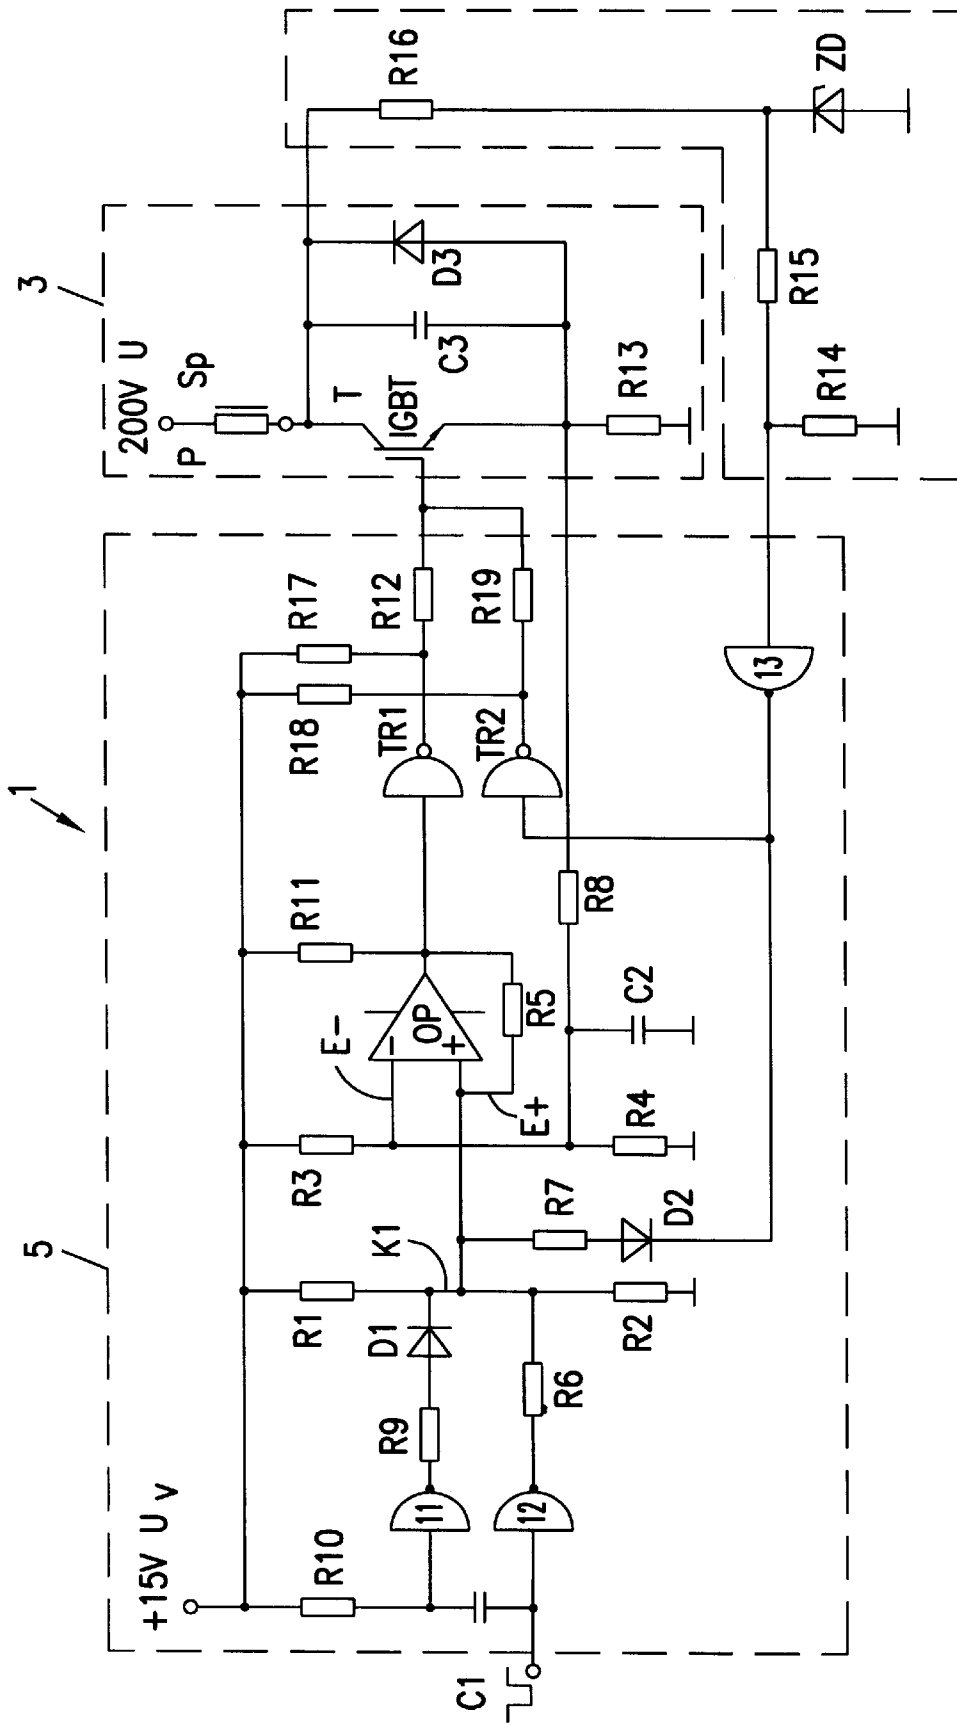 1
5
3
+15V U V
200V U
P
Sp
R10
R1
R3
R11
R18
R17
T
IGBT
C3
D3
R16
ZD
11
R9
D1
K1
E-
OP
-
+
E+
R5
TR1
R12
TR2
R19
C1
12
R6
R2
R7
D2
R4
C2
R8
R13
13
R14
R15